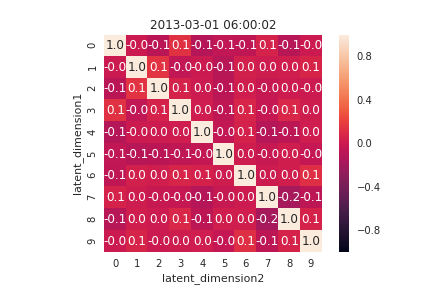 2013-03-01 06:00:02
0 1.0 -0.0 -0.1 0.1 -0.1 -0.1 -0.1 0.1 -0.1 -0.0
1 -0.0 1.0 0.1 -0.0 -0.0 -0.1 0.0 0.0 0.0 0.1
2 -0.1 0.1 1.0 0.1 0.0 -0.1 0.0 -0.0 -0.0 -0.0
3 0.1 -0.0 0.1 1.0 0.0 -0.1 0.1 -0.0 0.1 0.0
4 -0.1 -0.0 0.0 0.0 1.0 -0.0 0.1 -0.1 -0.1 0.0
5 -0.1 -0.1 -0.1 -0.1 -0.0 1.0 0.0 -0.0 0.0 -0.0
6 -0.1 0.0 0.0 0.1 0.1 0.0 1.0 0.0 0.0 0.1
7 0.1 0.0 -0.0 -0.0 -0.1 -0.0 0.0 1.0 -0.2 -0.1
8 -0.1 0.0 0.0 0.1 -0.1 0.0 0.0 -0.2 1.0 0.1
9 -0.0 0.1 -0.0 0.0 0.0 -0.0 0.1 -0.1 0.1 1.0
0 1 2 3 4 5 6 7 8 9
latent_dimension2
latent_dimension1
0.8
0.4
0.0
-0.4
-0.8